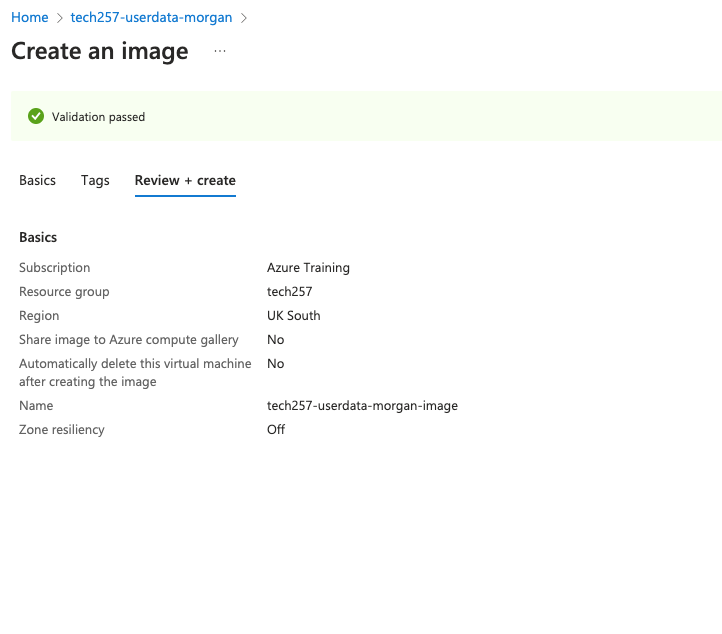 Home > tech257-userdata-morgan >
Create an image ...
Validation passed
Basics Tags Review + create
Basics
Subscription Azure Training
Resource group tech257
Region UK South
Share image to Azure compute gallery No
Automatically delete this virtual machine No
after creating the image
Name tech257-userdata-morgan-image
Zone resiliency Off